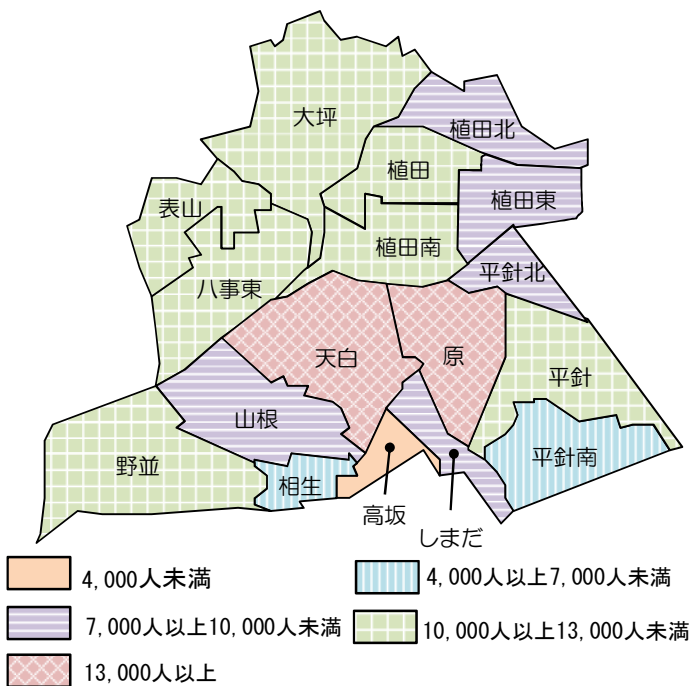 大坪
植田北
植田
植田東
表山
植田南
平針北
八事東
天白
原
平針
山根
野並
平針南
相生
高坂
しまだ
4,000人未満
4,000人以上7,000人未満
7,000人以上10,000人未満
10,000人以上13,000人未満
13,000人以上